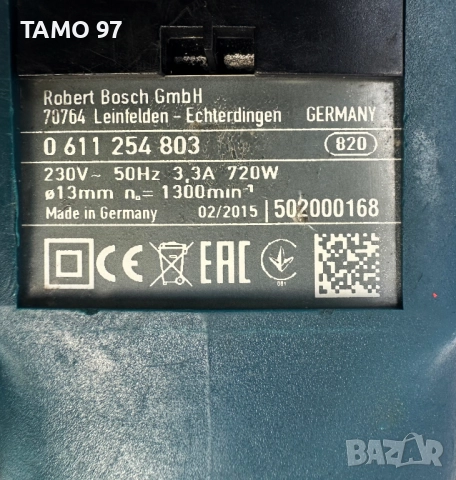 TAMO 97
Robert Bosch GmbH
70764 Leinfelden - Echterdingen GERMANY
0 611 254 803 820
230V~ 50Hz 3,3A 720W
ø13mm n₀= 1300min⁻¹
Made in Germany 02/2015 502000168
CE EAC
BAZAR